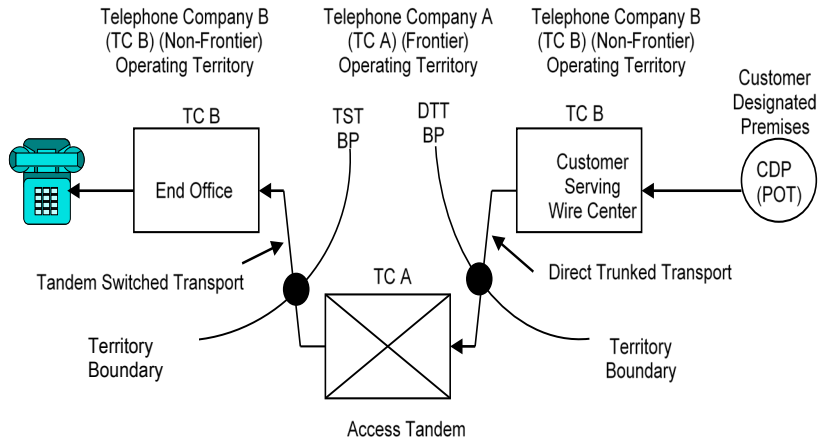 Telephone Company B
(TC B) (Non-Frontier)
Operating Territory
Telephone Company A
(TC A) (Frontier)
Operating Territory
Telephone Company B
(TC B) (Non-Frontier)
Operating Territory
Customer
Designated
Premises
TC B
TST
BP
DTT
BP
TC B
End Office
Customer
Serving
Wire Center
CDP
(POT)
Tandem Switched Transport
TC A
Direct Trunked Transport
Territory
Boundary
Territory
Boundary
Access Tandem